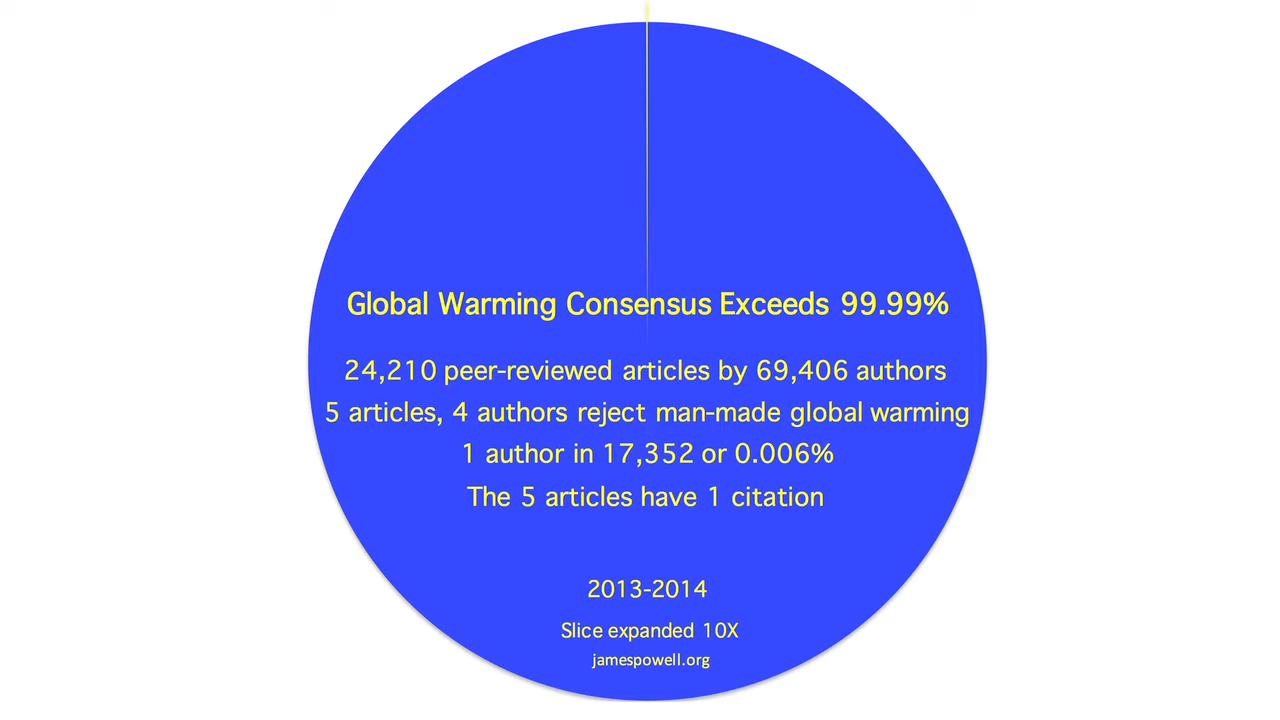 Global Warming Consensus Exceeds 99.99%
24,210 peer-reviewed articles by 69,406 authors
5 articles, 4 authors reject man-made global warming
1 author in 17,352 or 0.006%
The 5 articles have 1 citation
2013-2014
Slice expanded 10X
jamespowell.org